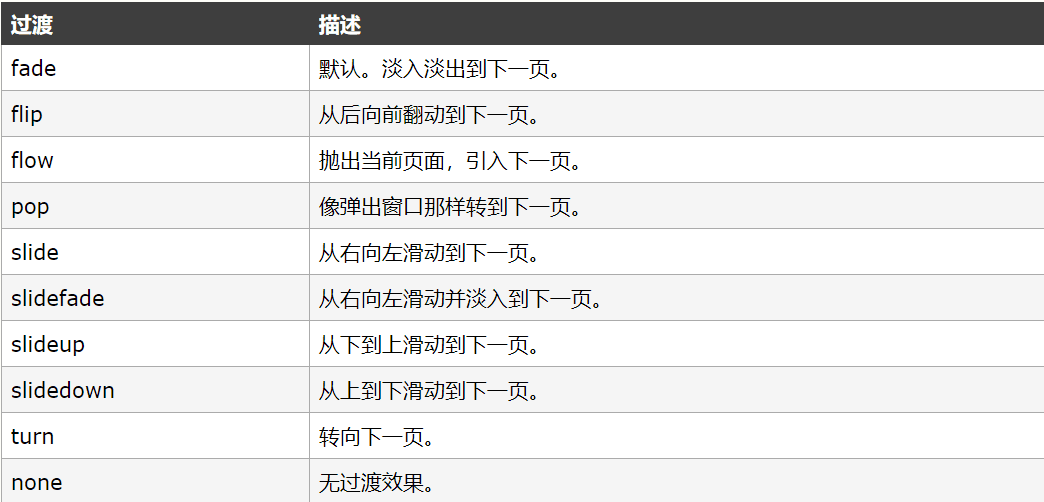 过渡 描述
fade 默认。淡入淡出到下一页。
flip 从后向前翻动到下一页。
flow 抛出当前页面，引入下一页。
pop 像弹出窗口那样转到下一页。
slide 从右向左滑动到下一页。
slidefade 从右向左滑动并淡入到下一页。
slideup 从下到上滑动到下一页。
slidedown 从上到下滑动到下一页。
turn 转向下一页。
none 无过渡效果。